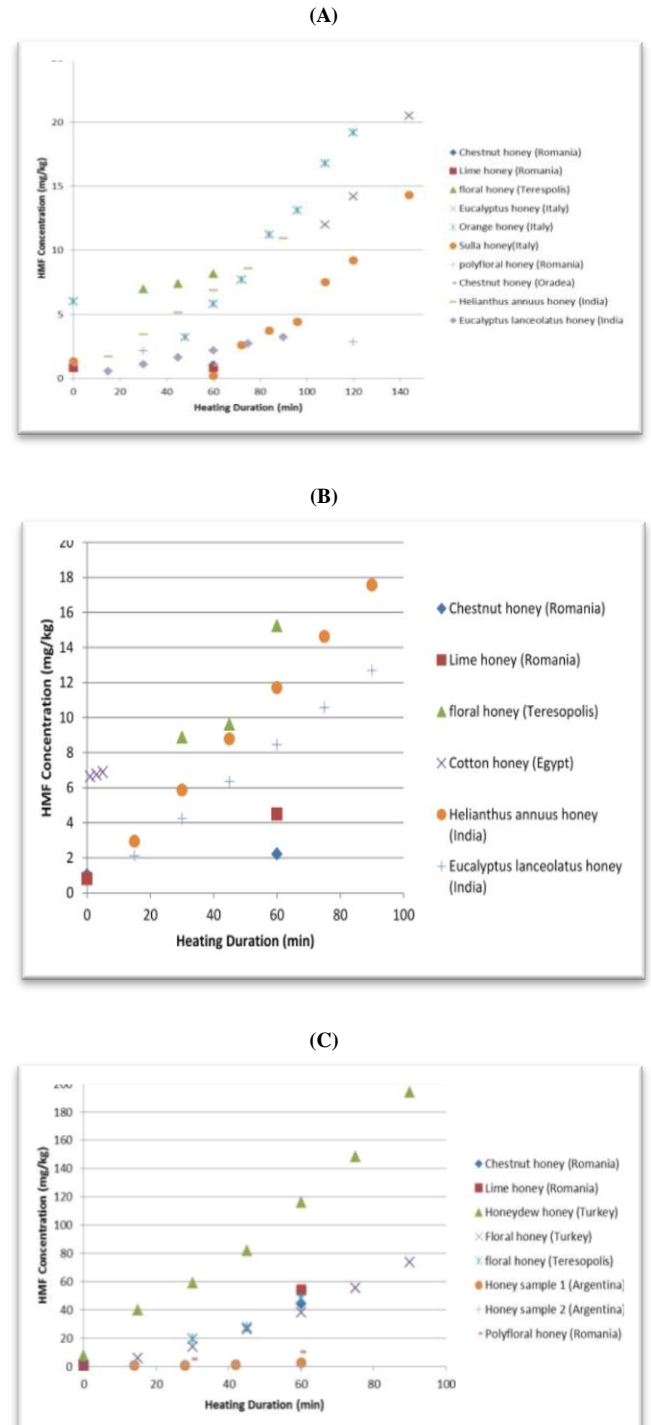 (A)
HMF Concentration (mg/kg)
20
15
10
5
0
0 20 40 60 80 100 120 140
Heating Duration (min)
Chestnut honey (Romania)
Lime honey (Romania)
floral honey (Terespolis)
Eucalyptus honey (Italy)
Orange honey (Italy)
Sulla honey(Italy)
polyfloral honey (Romania)
Chestnut honey (Oradea)
Helianthus annuus honey (India)
Eucalyptus lanceolatus honey (India
(B)
HMF Concentration (mg/kg)
20
18
16
14
12
10
8
6
4
2
0
0 20 40 60 80 100
Heating Duration (min)
Chestnut honey (Romania)
Lime honey (Romania)
floral honey (Teresopolis)
Cotton honey (Egypt)
Helianthus annuus honey
(India)
Eucalyptus lanceolatus honey
(India)
(C)
HMF Concentration (mg/kg)
200
180
160
140
120
100
80
60
40
20
0
0 20 40 60 80 100
Heating Duration (min)
Chestnut honey (Romania)
Lime honey (Romania)
Honeydew honey (Turkey)
Floral honey (Turkey)
floral honey (Teresopolis)
Honey sample 1 (Argentina)
Honey sample 2 (Argentina)
Polyfloral honey (Romania)